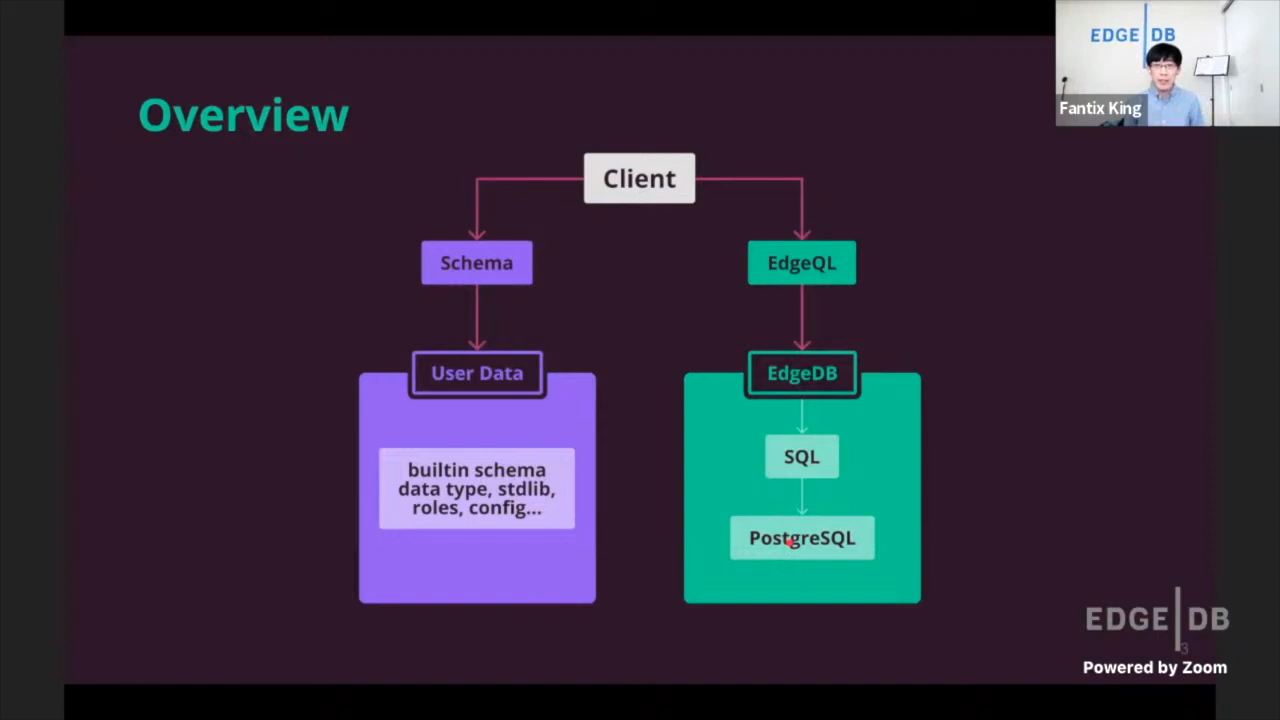 EDGE DB
Fantix King
Overview
Client
Schema
EdgeQL
User Data
EdgeDB
builtin schema
data type, stdlib,
roles, config...
SQL
PostgreSQL
EDGE DB
3
Powered by Zoom